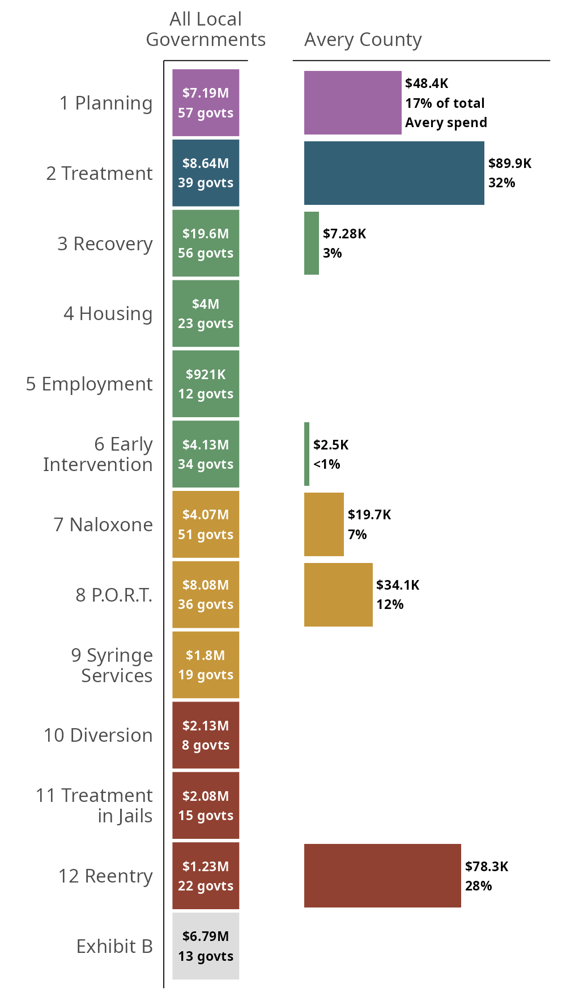 All Local
Governments
Avery County
1 Planning
$7.19M
57 govts
$48.4K
17% of total
Avery spend
2 Treatment
$8.64M
39 govts
$89.9K
32%
3 Recovery
$19.6M
56 govts
$7.28K
3%
4 Housing
$4M
23 govts
5 Employment
$921K
12 govts
6 Early
Intervention
$4.13M
34 govts
$2.5K
<1%
7 Naloxone
$4.07M
51 govts
$19.7K
7%
8 P.O.R.T.
$8.08M
36 govts
$34.1K
12%
9 Syringe
Services
$1.8M
19 govts
10 Diversion
$2.13M
8 govts
11 Treatment
in Jails
$2.08M
15 govts
12 Reentry
$1.23M
22 govts
$78.3K
28%
Exhibit B
$6.79M
13 govts